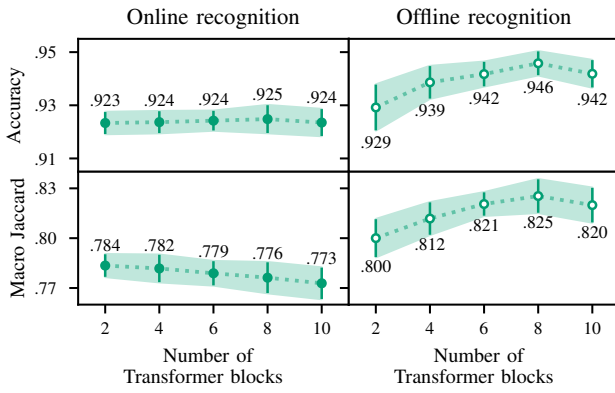 Online recognition Offline recognition
.95
.93
.91
Accuracy
.923 .924 .924 .925 .924
.929 .939 .942 .946 .942
.83
.80
.77
Macro Jaccard
.784 .782 .779 .776 .773
.800 .812 .821 .825 .820
2 4 6 8 10 2 4 6 8 10
Number of
Transformer blocks
Number of
Transformer blocks